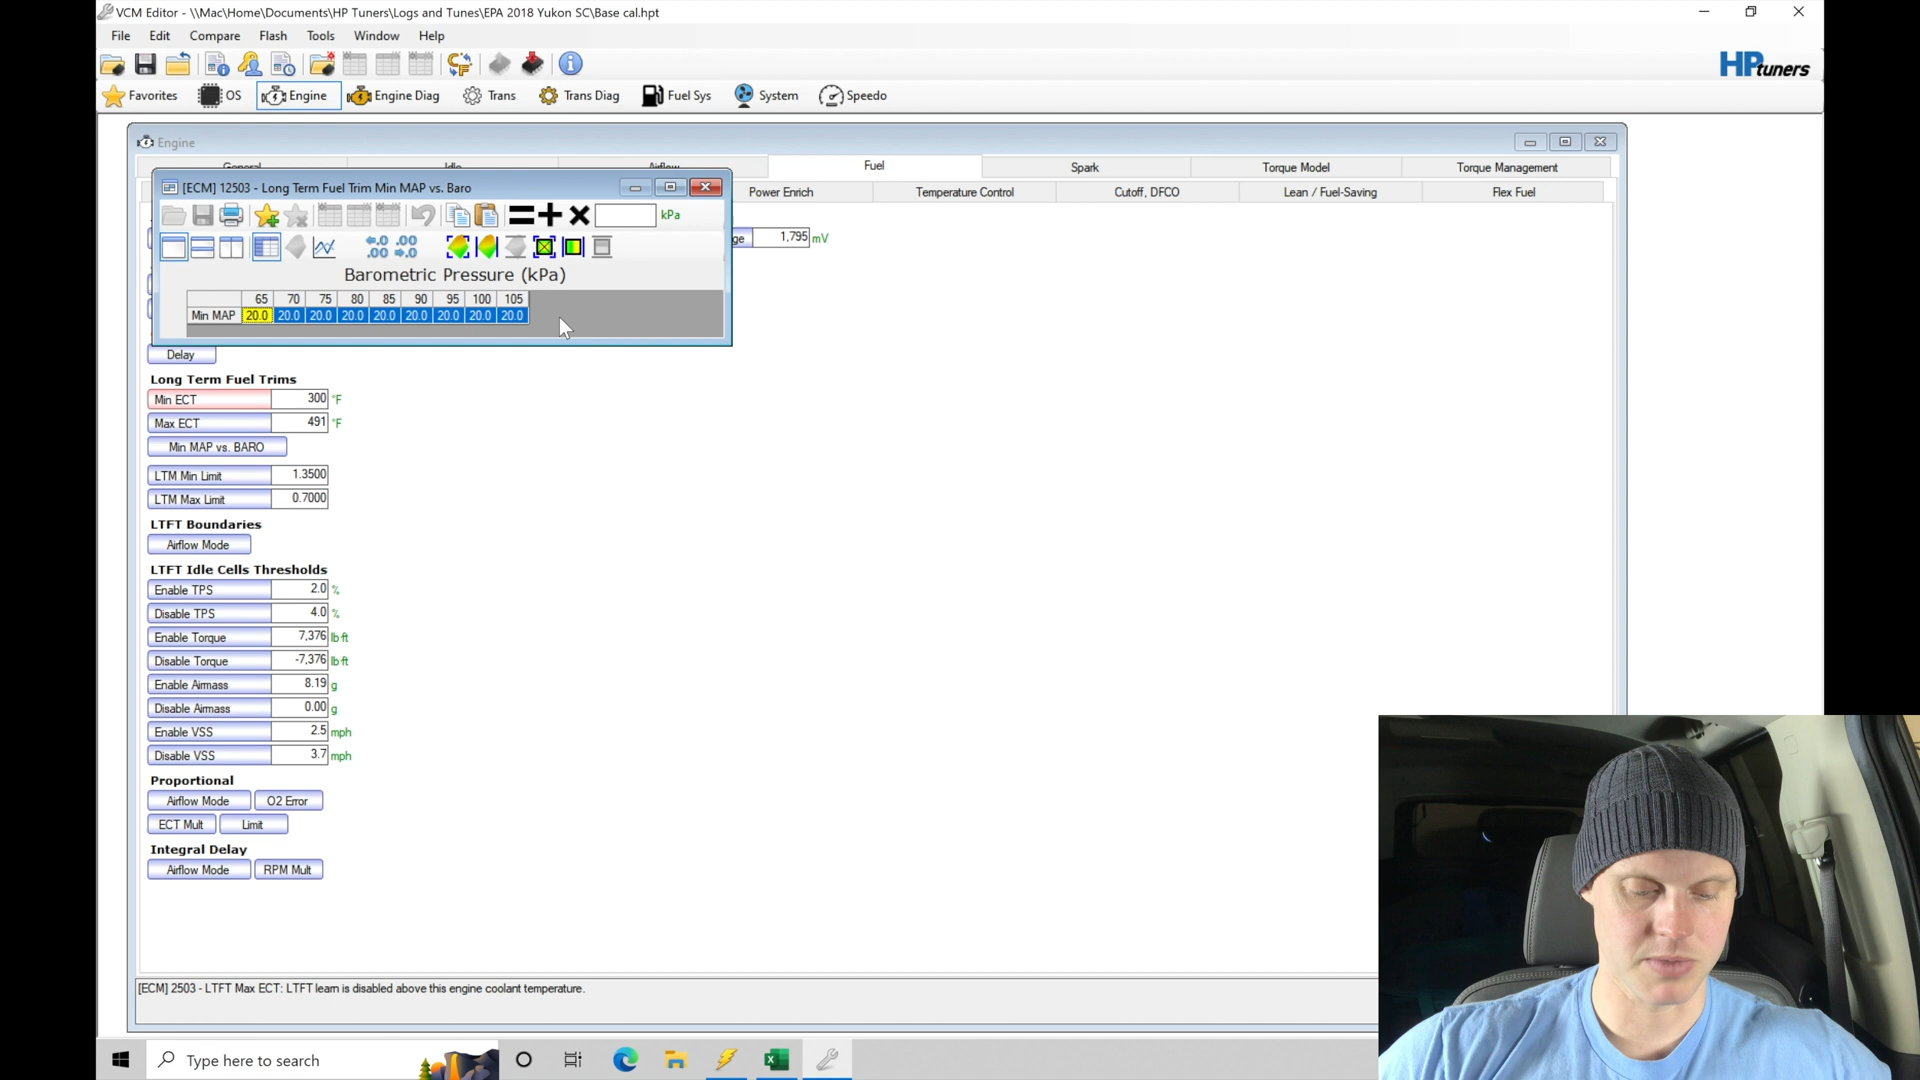 VCM Editor - \\Mac\Home\Documents\HP Tuners\Logs and Tunes\EPA 2018 Yukon SC\Base cal.hpt
File Edit Compare Flash Tools Window Help
HPtuners
Favorites OS Engine Engine Diag Trans Trans Diag Fuel Sys System Speedo
Engine
General Idle Airflow Fuel Spark Torque Model Torque Management
Power Enrich Temperature Control Cutoff, DFCO Lean / Fuel-Saving Flex Fuel
[ECM] 12503 - Long Term Fuel Trim Min MAP vs. Baro
kPa
ge 1,795 mV
Barometric Pressure (kPa)
65 70 75 80 85 90 95 100 105
Min MAP 20.0 20.0 20.0 20.0 20.0 20.0 20.0 20.0 20.0
Delay
Long Term Fuel Trims
Min ECT 300 °F
Max ECT 491 °F
Min MAP vs. BARO
LTM Min Limit 1.3500
LTM Max Limit 0.7000
LTFT Boundaries
Airflow Mode
LTFT Idle Cells Thresholds
Enable TPS 2.0 %
Disable TPS 4.0 %
Enable Torque 7,376 lb ft
Disable Torque -7,376 lb ft
Enable Airmass 8.19 g
Disable Airmass 0.00 g
Enable VSS 2.5 mph
Disable VSS 3.7 mph
Proportional
Airflow Mode O2 Error
ECT Mult Limit
Integral Delay
Airflow Mode RPM Mult
[ECM] 2503 - LTFT Max ECT: LTFT learn is disabled above this engine coolant temperature.
Type here to search